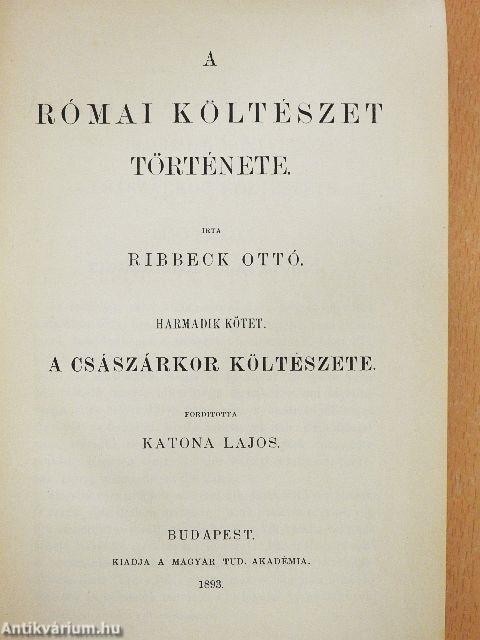 A
RÓMAI KÖLTÉSZET
TÖRTÉNETE.
IRTA
RIBBECK OTTÓ.
HARMADIK KÖTET.
A CSÁSZÁRKOR KÖLTÉSZETE.
FORDITOTTA
KATONA LAJOS.
BUDAPEST.
KIADJA A MAGYAR TUD. AKADÉMIA.
1893.
Antikvárium.hu